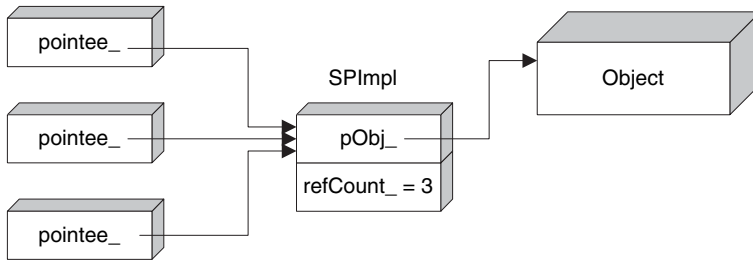 pointee_
SPImpl
Object
pointee_
pObj_
refCount_ = 3
pointee_